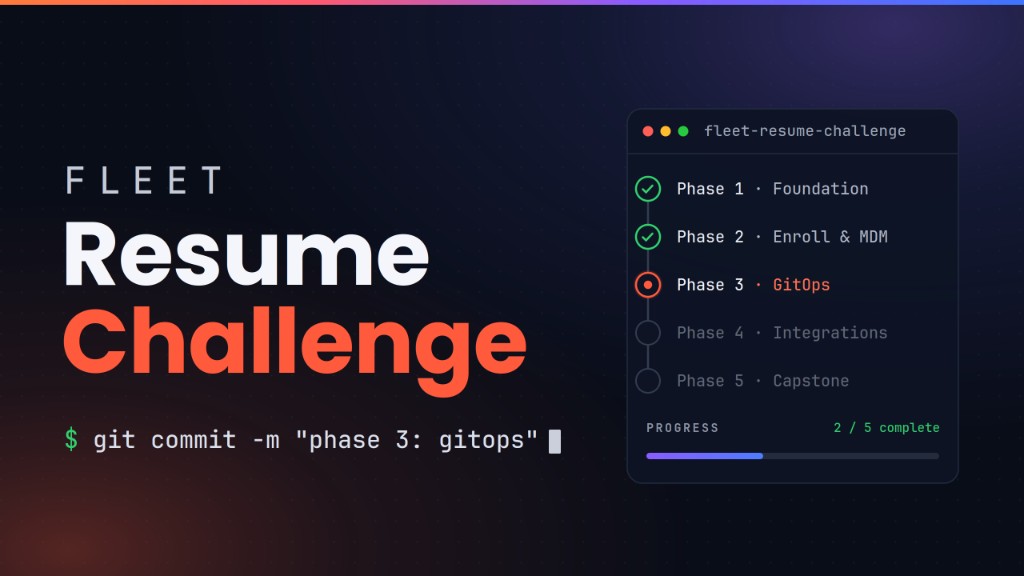 FLEET
Resume
Challenge
$ git commit -m "phase 3: gitops"
fleet-resume-challenge
Phase 1 · Foundation
Phase 2 · Enroll & MDM
Phase 3 · GitOps
Phase 4 · Integrations
Phase 5 · Capstone
PROGRESS 2 / 5 complete